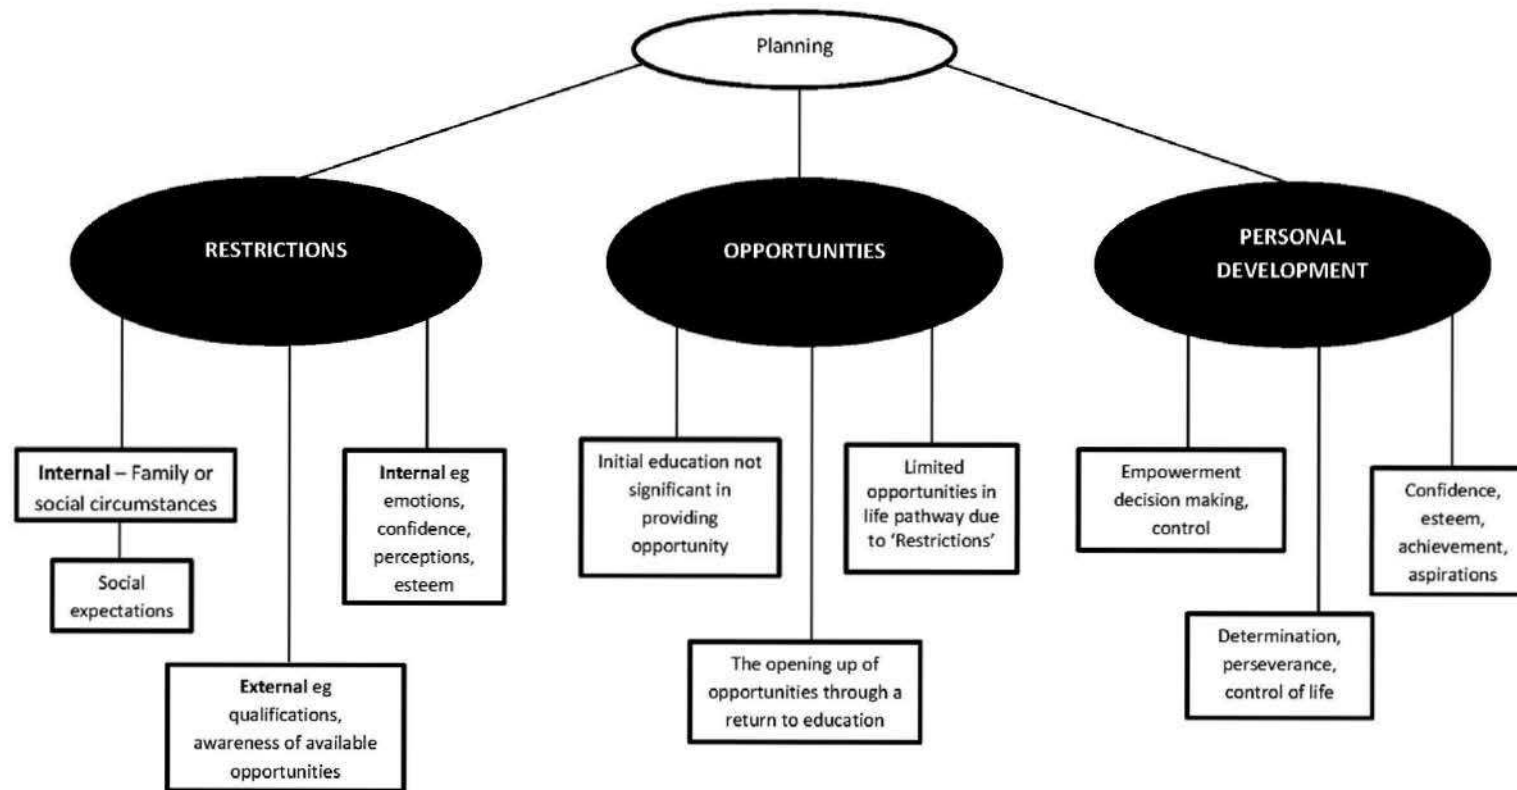 Planning
RESTRICTIONS
OPPORTUNITIES
PERSONAL
DEVELOPMENT
Internal – Family or
social circumstances
Social
expectations
External eg
qualifications,
awareness of available
opportunities
Internal eg
emotions,
confidence,
perceptions,
esteem
Initial education not
significant in
providing
opportunity
The opening up of
opportunities through a
return to education
Limited
opportunities in
life pathway due
to ‘Restrictions’
Empowerment
decision making,
control
Determination,
perseverance,
control of life
Confidence,
esteem,
achievement,
aspirations